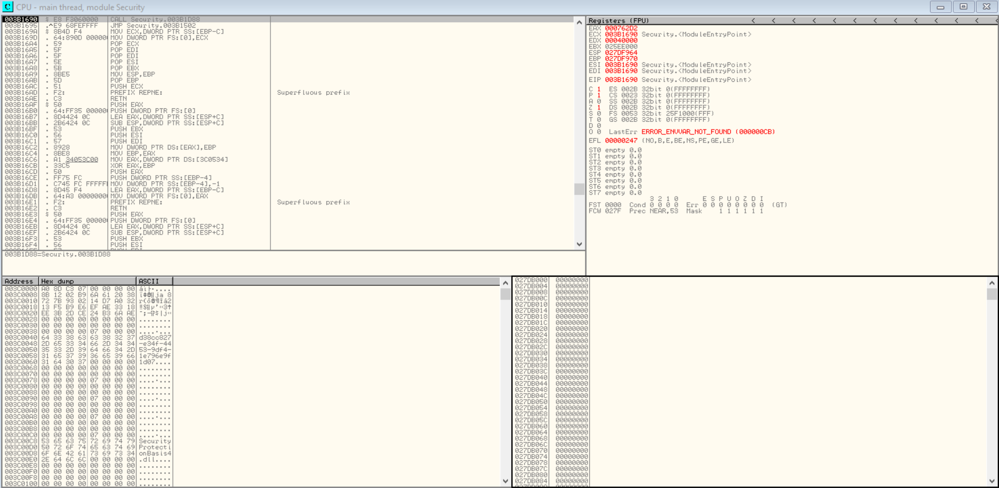 CPU - main thread, module Security
003B1690 $ E8 F3060000 CALL Security.003B1D88
003B1695 .^E9 68FEFFFF JMP Security.003B1502
003B169A $ 8B4D F4 MOV ECX,DWORD PTR SS:[EBP-C]
003B169D . 64:890D 00000 MOV DWORD PTR FS:[0],ECX
003B16A4 . 59 POP ECX
003B16A5 . 5F POP EDI
003B16A6 . 5F POP EDI
003B16A7 . 5E POP ESI
003B16A8 . 5B POP EBX
003B16A9 . 8BE5 MOV ESP,EBP
003B16AB . 5D POP EBP
003B16AC . 51 PUSH ECX
003B16AD . F2: PREFIX REPNE: Superfluous prefix
003B16AE . C3 RETN
003B16AF $ 50 PUSH EAX
003B16B0 . 64:FF35 00000 PUSH DWORD PTR FS:[0]
003B16B7 . 8D4424 0C LEA EAX,DWORD PTR SS:[ESP+C]
003B16BB . 2B6424 0C SUB ESP,DWORD PTR SS:[ESP+C]
003B16BF . 53 PUSH EBX
003B16C0 . 56 PUSH ESI
003B16C1 . 57 PUSH EDI
003B16C2 . 8928 MOV DWORD PTR DS:[EAX],EBP
003B16C4 . 8BE8 MOV EBP,EAX
003B16C6 . A1 34053C00 MOV EAX,DWORD PTR DS:[3C0534]
003B16CB . 33C5 XOR EAX,EBP
003B16CD . 50 PUSH EAX
003B16CE . FF75 FC PUSH DWORD PTR SS:[EBP-4]
003B16D1 . C745 FC FFFFF MOV DWORD PTR SS:[EBP-4],-1
003B16D8 . 8D45 F4 LEA EAX,DWORD PTR SS:[EBP-C]
003B16DB . 64:A3 0000000 MOV DWORD PTR FS:[0],EAX
003B16E1 . F2: PREFIX REPNE: Superfluous prefix
003B16E2 . C3 RETN
003B16E3 $ 50 PUSH EAX
003B16E4 . 64:FF35 00000 PUSH DWORD PTR FS:[0]
003B16EB . 8D4424 0C LEA EAX,DWORD PTR SS:[ESP+C]
003B16EF . 2B6424 0C SUB ESP,DWORD PTR SS:[ESP+C]
003B16F3 . 53 PUSH EBX
003B16F4 . 56 PUSH ESI
003B1D88=Security.003B1D88
Registers (FPU) < < < < < < < < < < < < <
EAX 000762D2
ECX 003B1690 Security.<ModuleEntryPoint>
EDX 00040000
EBX 025EE000
ESP 027DF964
EBP 027DF970
ESI 003B1690 Security.<ModuleEntryPoint>
EDI 003B1690 Security.<ModuleEntryPoint>
EIP 003B1690 Security.<ModuleEntryPoint>
C 1 ES 002B 32bit 0(FFFFFFFF)
P 1 CS 0023 32bit 0(FFFFFFFF)
A 0 SS 002B 32bit 0(FFFFFFFF)
Z 1 DS 002B 32bit 0(FFFFFFFF)
S 0 FS 0053 32bit 25F1000(FFF)
T 0 GS 002B 32bit 0(FFFFFFFF)
D 0
O 0 LastErr ERROR_ENVVAR_NOT_FOUND (000000CB)
EFL 00000247 (NO,B,E,BE,NS,PE,GE,LE)
ST0 empty 0.0
ST1 empty 0.0
ST2 empty 0.0
ST3 empty 0.0
ST4 empty 0.0
ST5 empty 0.0
ST6 empty 0.0
ST7 empty 0.0
3 2 1 0 E S P U O Z D I
FST 0000 Cond 0 0 0 0 Err 0 0 0 0 0 0 0 0 (GT)
FCW 027F Prec NEAR,53 Mask 1 1 1 1 1 1
Address Hex dump ASCII
003C0000 A0 8D C3 07 00 00 00 00
003C0008 8B 12 02 B9 6A 61 20 38
003C0010 72 7B 93 02 14 D7 A0 32
003C0018 13 F5 B9 E6 EF AE 33 18
003C0020 EE 3B 2D CE 24 B3 6A AE
003C0028 00 00 00 00 00 00 00 00 ........
003C0030 00 00 00 00 00 00 00 00 ........
003C0038 00 00 00 00 07 00 00 00 ....•...
003C0040 64 33 38 63 63 38 32 37 d38cc827
003C0048 2D 65 33 34 66 2D 34 34 -e34f-44
003C0050 35 33 2D 39 64 66 34 2D 53-9df4-
003C0058 31 65 37 39 36 65 39 66 1e796e9f
003C0060 31 64 30 37 00 00 00 00 1d07....
003C0068 00 00 00 00 00 00 00 00 ........
003C0070 00 00 00 00 00 00 00 00 ........
003C0078 00 00 00 00 07 00 00 00 ....•...
003C0080 00 00 00 00 00 00 00 00 ........
003C0088 00 00 00 00 00 00 00 00 ........
003C0090 00 00 00 00 07 00 00 00 ....•...
003C0098 00 00 00 00 00 00 00 00 ........
003C00A0 00 00 00 00 00 00 00 00 ........
003C00A8 00 00 00 00 07 00 00 00 ....•...
003C00B0 00 00 00 00 00 00 00 00 ........
003C00B8 00 00 00 00 00 00 00 00 ........
003C00C0 00 00 00 00 07 00 00 00 ....•...
003C00C8 53 65 63 75 72 69 74 79 Security
003C00D0 50 72 6F 74 65 63 74 69 Protecti
003C00D8 6F 6E 42 61 73 69 73 34 onBasis4
003C00E0 2E 64 6C 6C 00 00 00 00 .dll....
003C00E8 00 00 00 00 00 00 00 00 ........
003C00F0 00 00 00 00 00 00 00 00 ........
003C00F8 00 00 00 00 00 00 00 00 ........
003C0100 00 00 00 00 00 00 00 00 ........
027DB000 00000000
027DB004 00000000
027DB008 00000000
027DB00C 00000000
027DB010 00000000
027DB014 00000000
027DB018 00000000
027DB01C 00000000
027DB020 00000000
027DB024 00000000
027DB028 00000000
027DB02C 00000000
027DB030 00000000
027DB034 00000000
027DB038 00000000
027DB03C 00000000
027DB040 00000000
027DB044 00000000
027DB048 00000000
027DB04C 00000000
027DB050 00000000
027DB054 00000000
027DB058 00000000
027DB05C 00000000
027DB060 00000000
027DB064 00000000
027DB068 00000000
027DB06C 00000000
027DB070 00000000
027DB074 00000000
027DB078 00000000
027DB07C 00000000
027DB080 00000000
027DB084 00000000